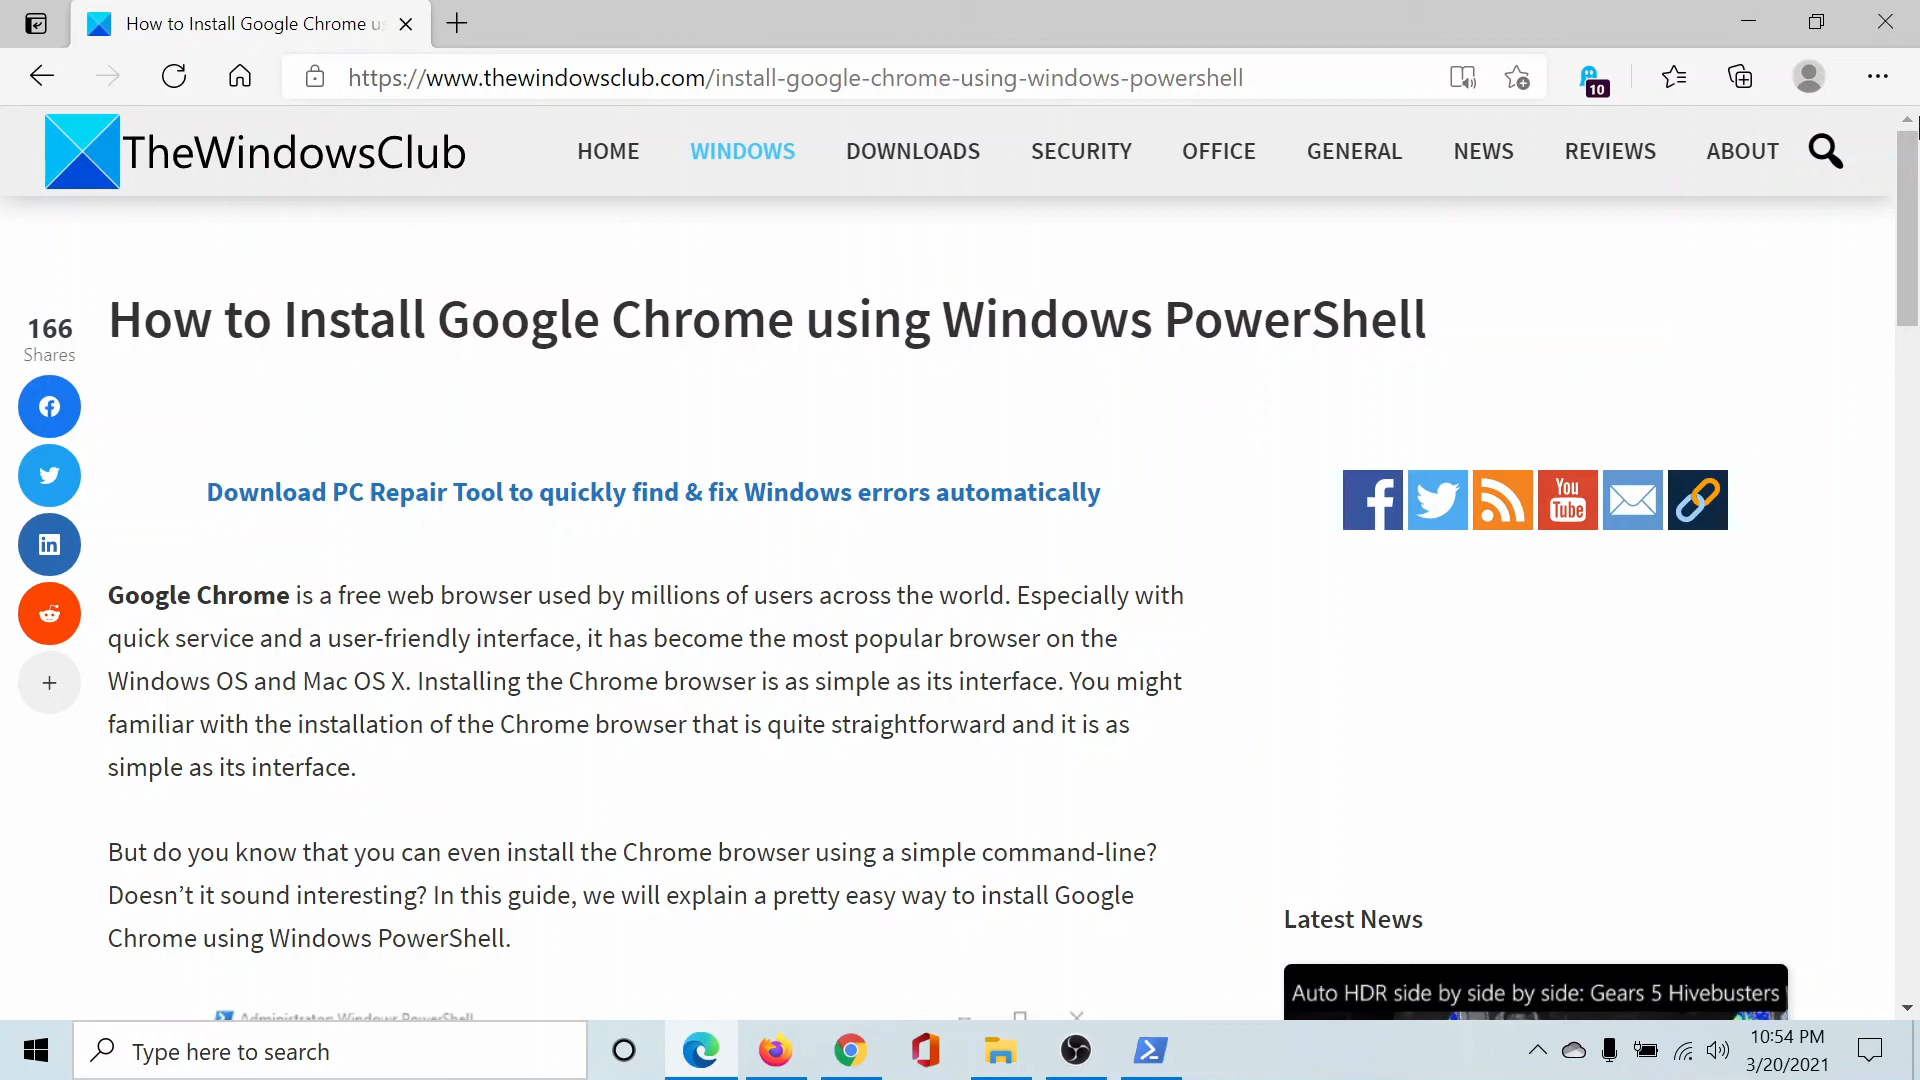 How to Install Google Chrome us
https://www.thewindowsclub.com/install-google-chrome-using-windows-powershell
10
TheWindowsClub
HOME WINDOWS DOWNLOADS SECURITY OFFICE GENERAL NEWS REVIEWS ABOUT
How to Install Google Chrome using Windows PowerShell
166
Shares
Download PC Repair Tool to quickly find & fix Windows errors automatically
You
Tube
Google Chrome is a free web browser used by millions of users across the world. Especially with
quick service and a user-friendly interface, it has become the most popular browser on the
Windows OS and Mac OS X. Installing the Chrome browser is as simple as its interface. You might
familiar with the installation of the Chrome browser that is quite straightforward and it is as
simple as its interface.
But do you know that you can even install the Chrome browser using a simple command-line?
Doesn’t it sound interesting? In this guide, we will explain a pretty easy way to install Google
Chrome using Windows PowerShell.
Latest News
Auto HDR side by side by side: Gears 5 Hivebusters
Administrator: Windows PowerShell
Type here to search
10:54 PM
3/20/2021